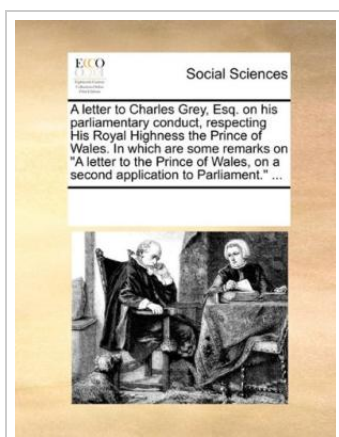 ECCO
Social Sciences
A letter to Charles Grey, Esq. on his
parliamentary conduct, respecting
His Royal Highness the Prince of
Wales. In which are some remarks on
"A letter to the Prince of Wales, on a
second application to Parliament." ...